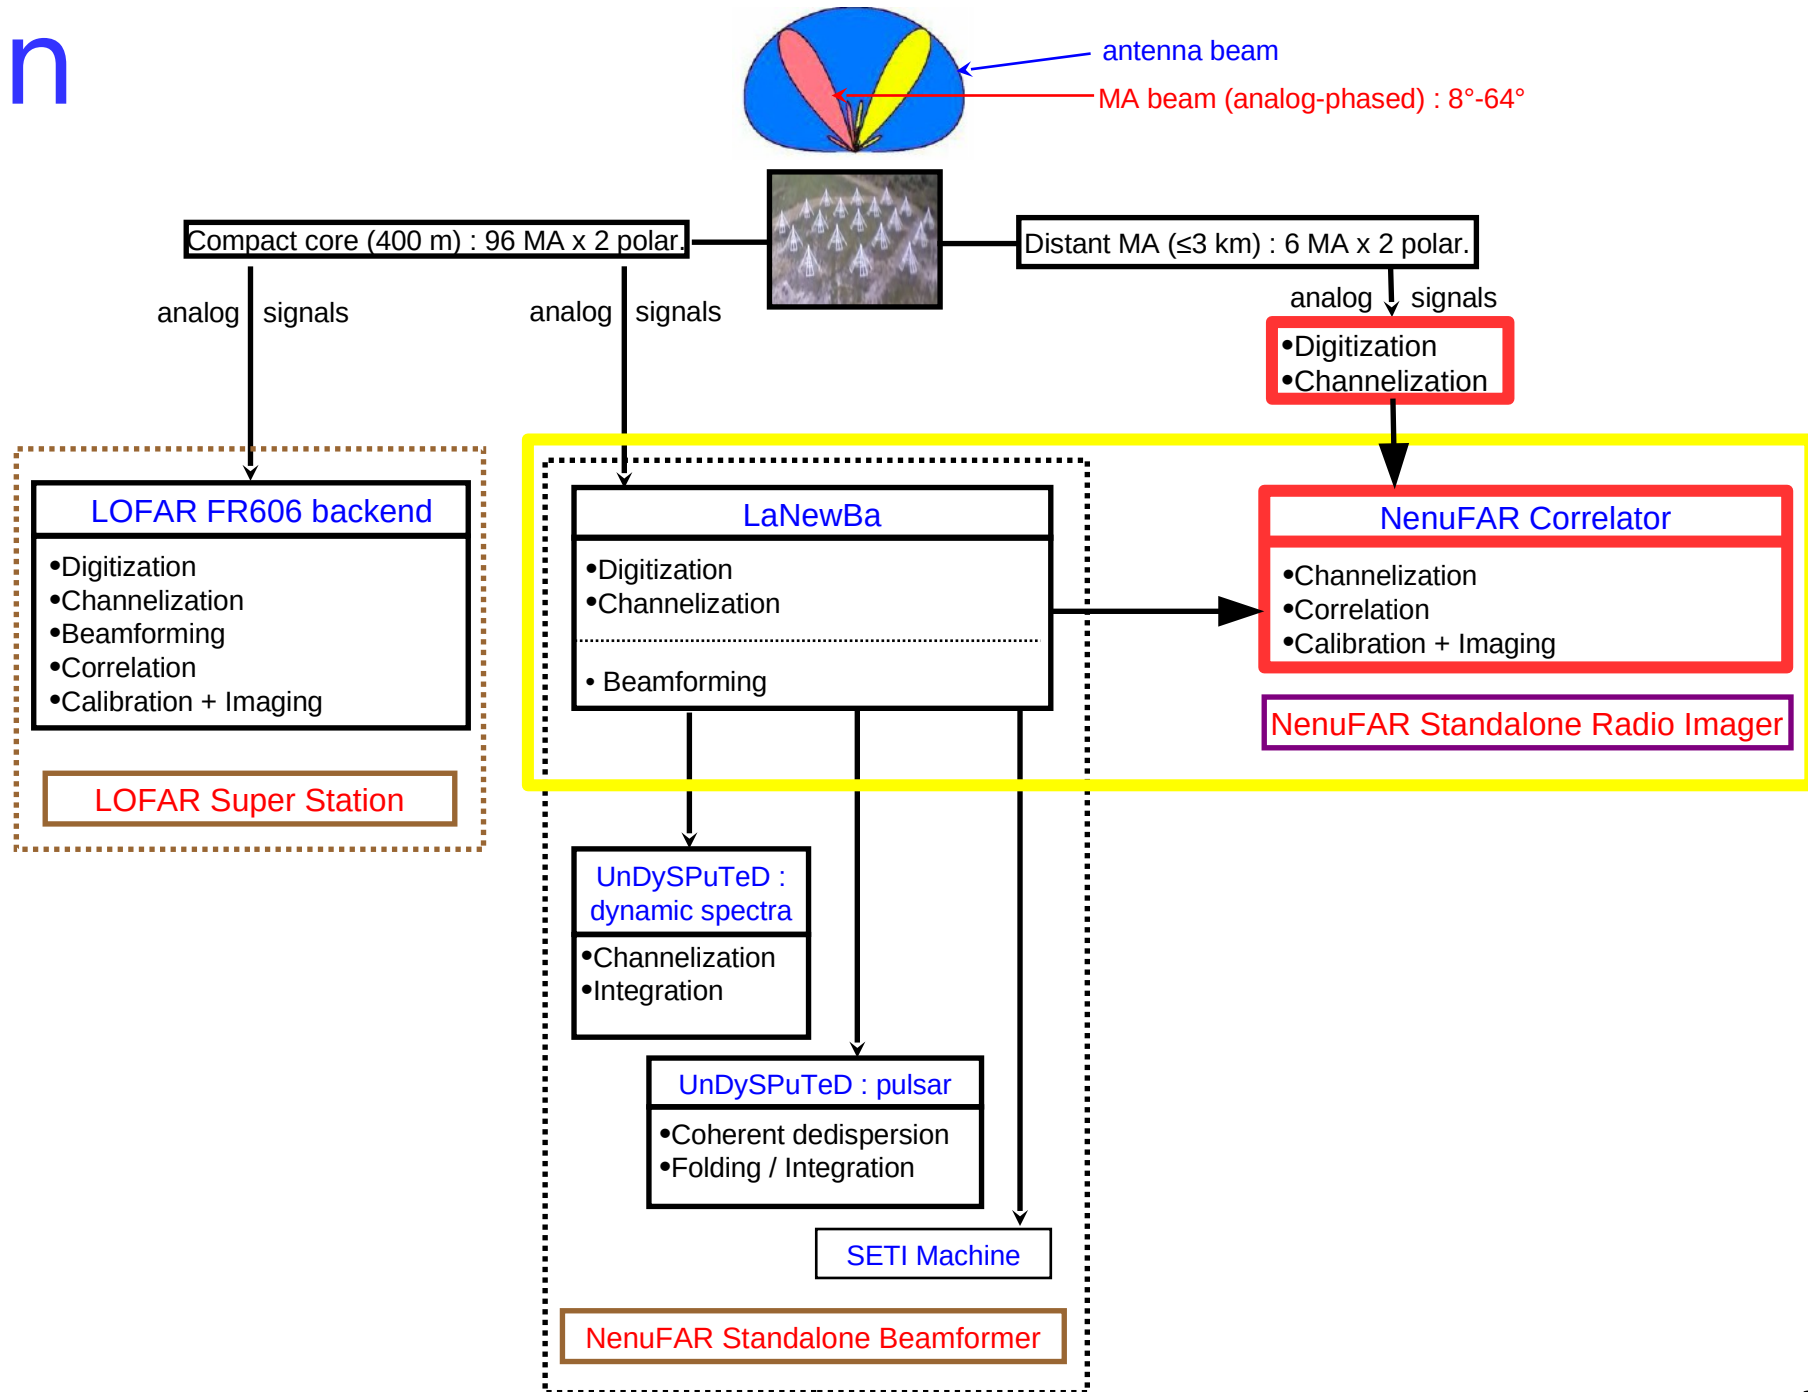 n
antenna beam
MA beam (analog-phased) : 8°-64°
Compact core (400 m) : 96 MA x 2 polar.
Distant MA (≤3 km) : 6 MA x 2 polar.
analog signals
analog signals
analog signals
•Digitization
•Channelization
LOFAR FR606 backend
•Digitization
•Channelization
•Beamforming
•Correlation
•Calibration + Imaging
LOFAR Super Station
LaNewBa
•Digitization
•Channelization
• Beamforming
NenuFAR Correlator
•Channelization
•Correlation
•Calibration + Imaging
NenuFAR Standalone Radio Imager
UnDySPuTeD :
dynamic spectra
•Channelization
•Integration
UnDySPuTeD : pulsar
•Coherent dedispersion
•Folding / Integration
SETI Machine
NenuFAR Standalone Beamformer